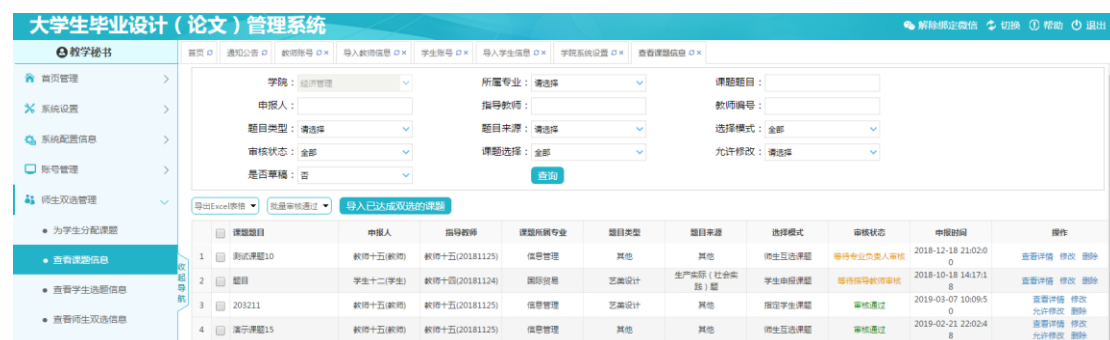 大学生毕业设计（论文）管理系统
解除绑定微信 切换 帮助 退出
教学秘书
首页 通知公告 教师账号 导入教师信息 学生账号 导入学生信息 学院系统设置 查看课题信息
首页管理
系统设置
系统配置信息
账号管理
师生双选管理
为学生分配课题
查看课题信息
查看学生选题信息
查看师生双选信息
收起导航
学院： 经济管理 所属专业： 请选择 课题题目：
申报人： 指导教师： 教师编号：
题目类型： 请选择 题目来源： 请选择 选择模式： 全部
审核状态： 全部 课题选择： 全部 允许修改： 请选择
是否草稿： 否 查询
导出Excel表格 批量审核通过 导入已达成双选的课题
课题题目 申报人 指导教师 课题所属专业 题目类型 题目来源 选择模式 审核状态 申报时间 操作
1 测试课题10 教师十五(教师) 教师十五(20181125) 信息管理 其他 其他 师生互选课题 等待专业负责人审核 2018-12-18 21:02:00 查看详情 修改 删除
2 题目 学生十二(学生) 教师十四(20181124) 国际贸易 艺美设计 生产实际（社会实践）题 学生申报课题 等待指导教师审核 2018-10-18 14:17:18 查看详情 修改 删除
3 203211 教师十五(教师) 教师十五(20181125) 信息管理 艺美设计 其他 指定学生课题 审核通过 2019-03-07 10:09:50 查看详情 修改 允许修改 删除
4 演示课题15 教师十五(教师) 教师十五(20181125) 信息管理 其他 其他 师生互选课题 审核通过 2019-02-21 22:02:48 查看详情 修改 允许修改 删除